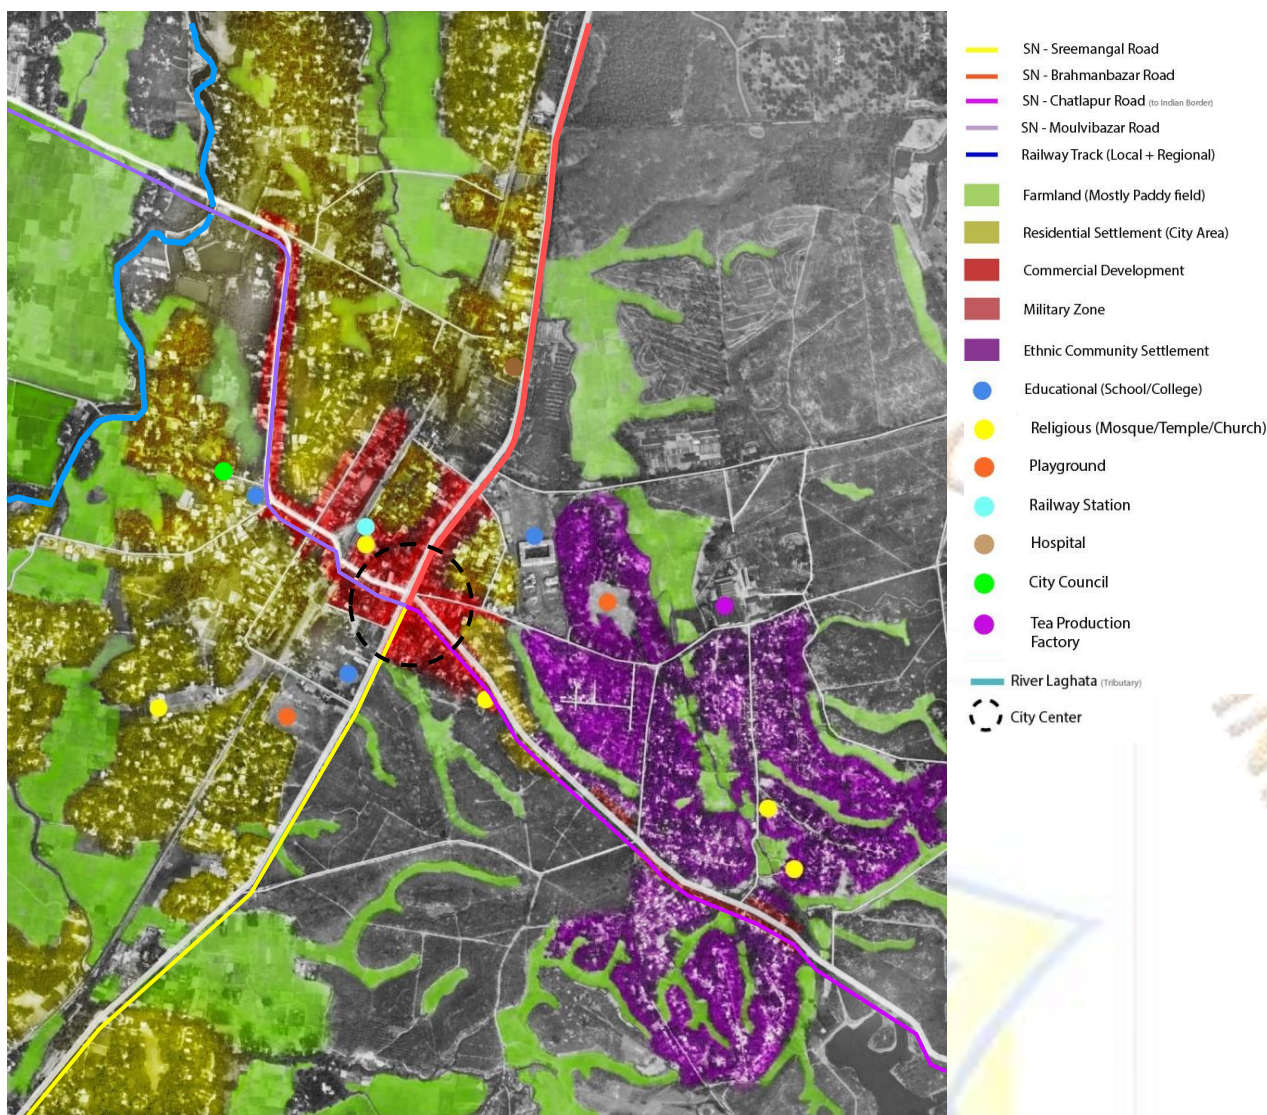 SN - Sreemangal Road
SN - Brahmanbazar Road
SN - Chatlapur Road (to Indian Border)
SN - Moulvibazar Road
Railway Track (Local + Regional)
Farmland (Mostly Paddy field)
Residential Settlement (City Area)
Commercial Development
Military Zone
Ethnic Community Settlement
Educational (School/College)
Religious (Mosque/Temple/Church)
Playground
Railway Station
Hospital
City Council
Tea Production
Factory
River Laghata (Tributary)
City Center